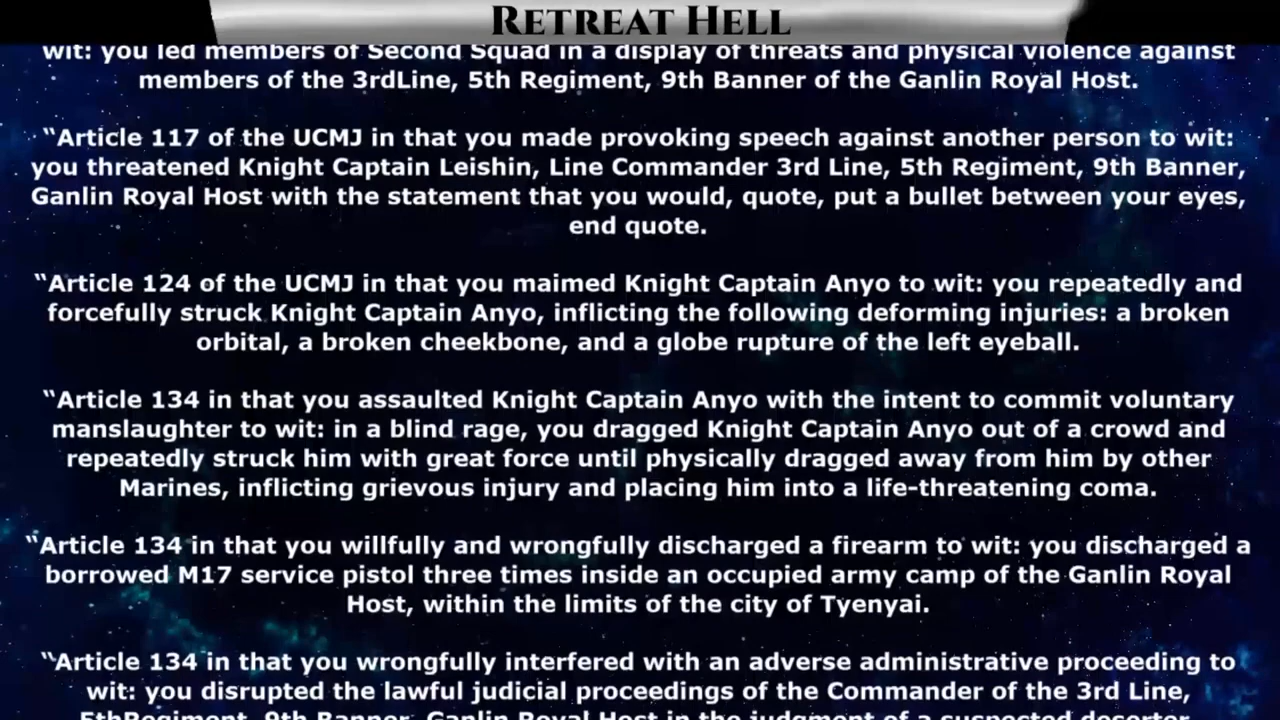 RETREAT HELL
wit: you led members of Second Squad in a display of threats and physical violence against
members of the 3rdLine, 5th Regiment, 9th Banner of the Ganlin Royal Host.
“Article 117 of the UCMJ in that you made provoking speech against another person to wit:
you threatened Knight Captain Leishin, Line Commander 3rd Line, 5th Regiment, 9th Banner,
Ganlin Royal Host with the statement that you would, quote, put a bullet between your eyes,
end quote.
“Article 124 of the UCMJ in that you maimed Knight Captain Anyo to wit: you repeatedly and
forcefully struck Knight Captain Anyo, inflicting the following deforming injuries: a broken
orbital, a broken cheekbone, and a globe rupture of the left eyeball.
“Article 134 in that you assaulted Knight Captain Anyo with the intent to commit voluntary
manslaughter to wit: in a blind rage, you dragged Knight Captain Anyo out of a crowd and
repeatedly struck him with great force until physically dragged away from him by other
Marines, inflicting grievous injury and placing him into a life-threatening coma.
“Article 134 in that you willfully and wrongfully discharged a firearm to wit: you discharged a
borrowed M17 service pistol three times inside an occupied army camp of the Ganlin Royal
Host, within the limits of the city of Tyenyai.
“Article 134 in that you wrongfully interfered with an adverse administrative proceeding to
wit: you disrupted the lawful judicial proceedings of the Commander of the 3rd Line,
5thRegiment, 9th Banner, Ganlin Royal Host in the judgment of a suspected deserter